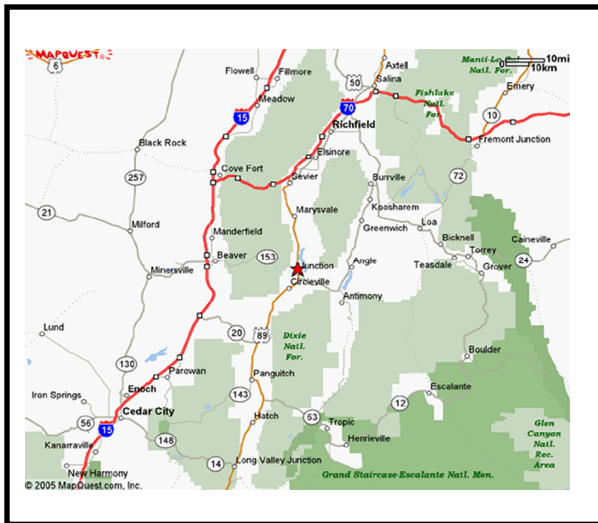 MAPQUEST
6
Flowell
Fillmore
Meadow
15
50
Axtell
Salina
Manti-La
Natl. For.
10mi
0
10km
Emery
Fishlake
Natl.
For.
70
Richfield
10
Fremont Junction
Black Rock
Elsinore
Cove Fort
Sevier
Burrville
72
257
Koosharem
21
Marysvale
Greenwich
Loa
Milford
Manderfield
Bicknell
Caineville
Torrey
Beaver
153
Teasdale
24
Minersville
Junction
Angle
Grover
Circleville
Antimony
Lund
20
89
Dixie
Natl.
For.
Boulder
130
Parowan
Panguitch
Iron Springs
Enoch
143
Escalante
Cedar City
12
56
15
Hatch
63
Tropic
Glen
Canyon
Natl.
Rec.
Area
Kanarraville
148
Henrieville
14
Long Valley Junction
New Harmony
Grand Staircase-Escalante Natl. Mon.
© 2005 MapQuest.com, Inc.